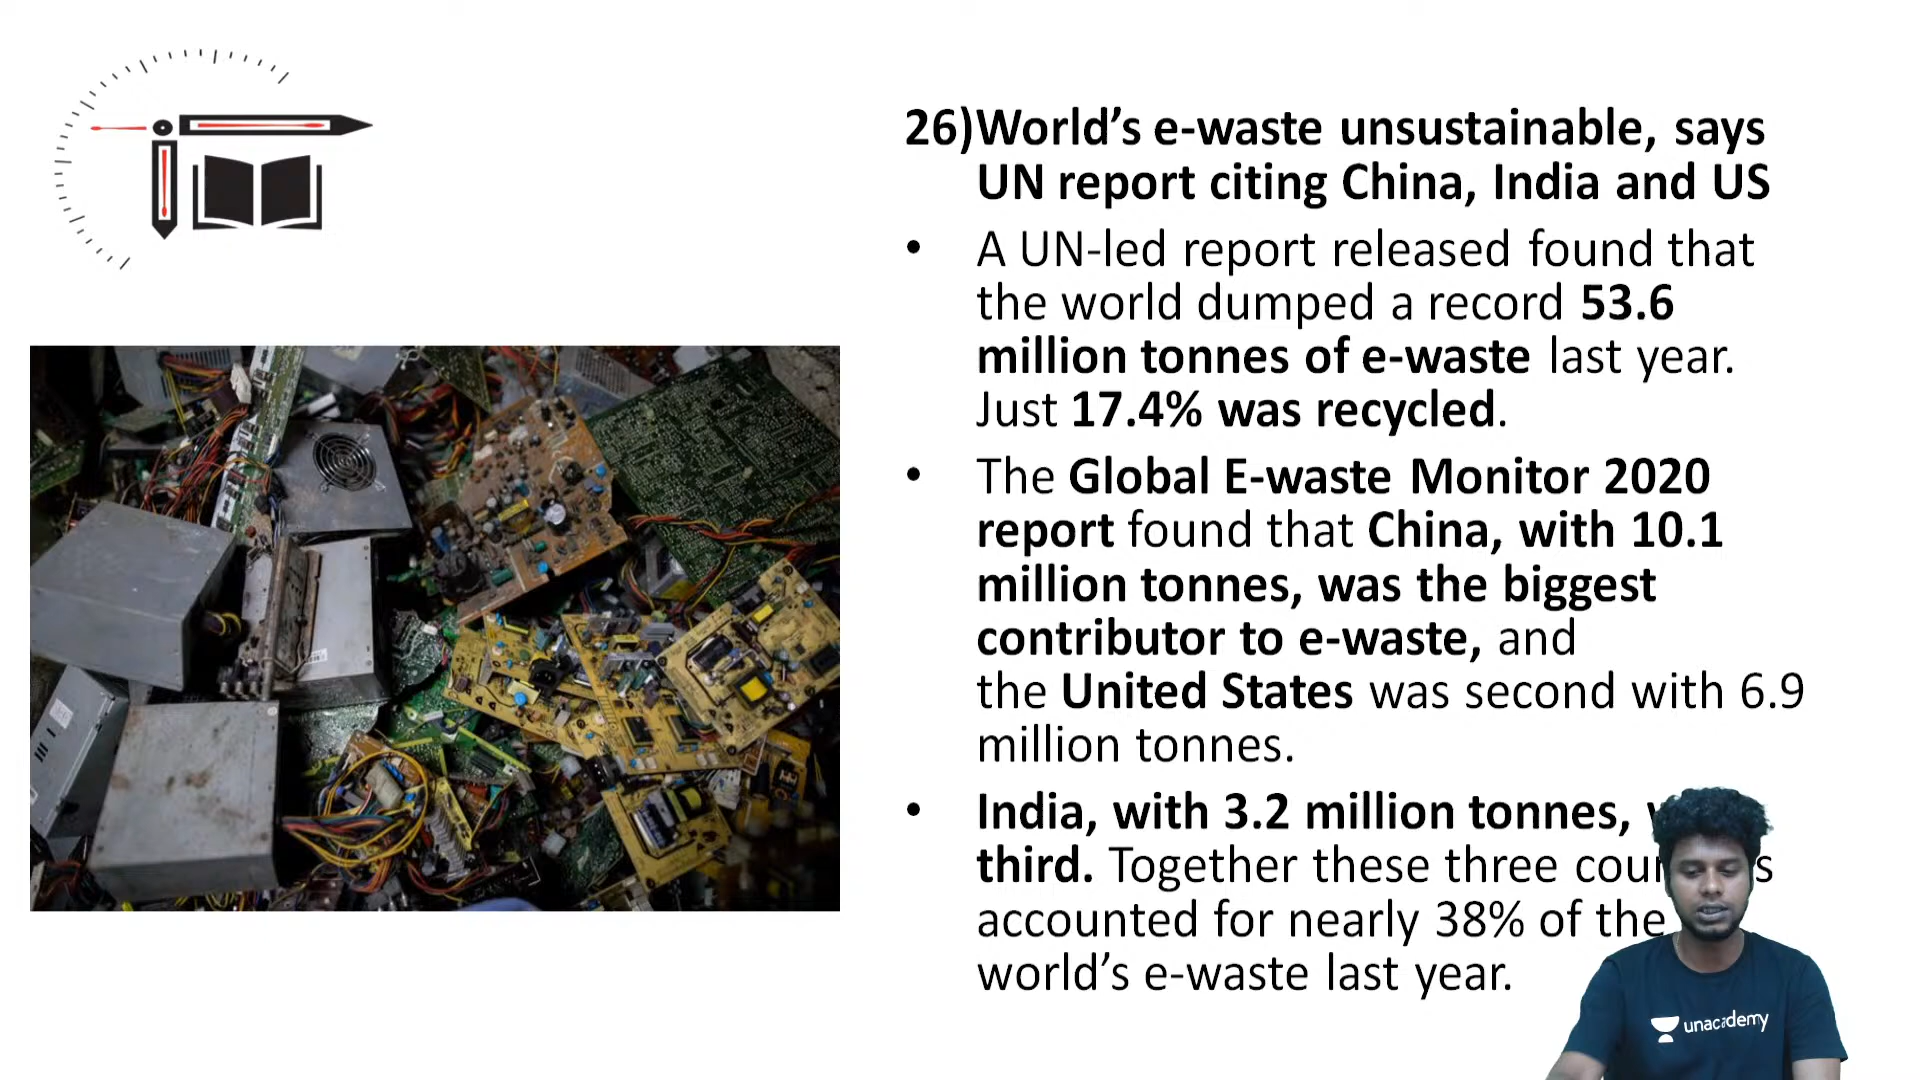 26)World’s e-waste unsustainable, says
UN report citing China, India and US
• A UN-led report released found that
the world dumped a record 53.6
million tonnes of e-waste last year.
Just 17.4% was recycled.
• The Global E-waste Monitor 2020
report found that China, with 10.1
million tonnes, was the biggest
contributor to e-waste, and
the United States was second with 6.9
million tonnes.
• India, with 3.2 million tonnes,
third. Together these three
accounted for nearly 38% of the
world’s e-waste last year.
unacademy